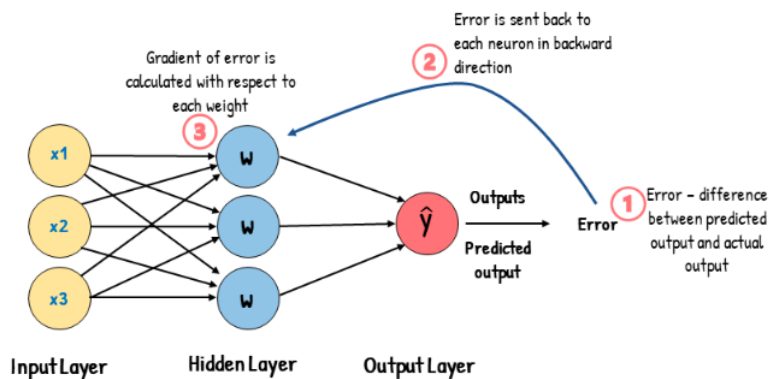 Error is sent back to
each neuron in backward
direction
2
Gradient of error is
calculated with respect to
each weight
3
x1
x2
x3
w
w
w
ŷ
Outputs
Predicted
output
Error
1
Error - difference
between predicted
output and actual
output
Input Layer
Hidden Layer
Output Layer